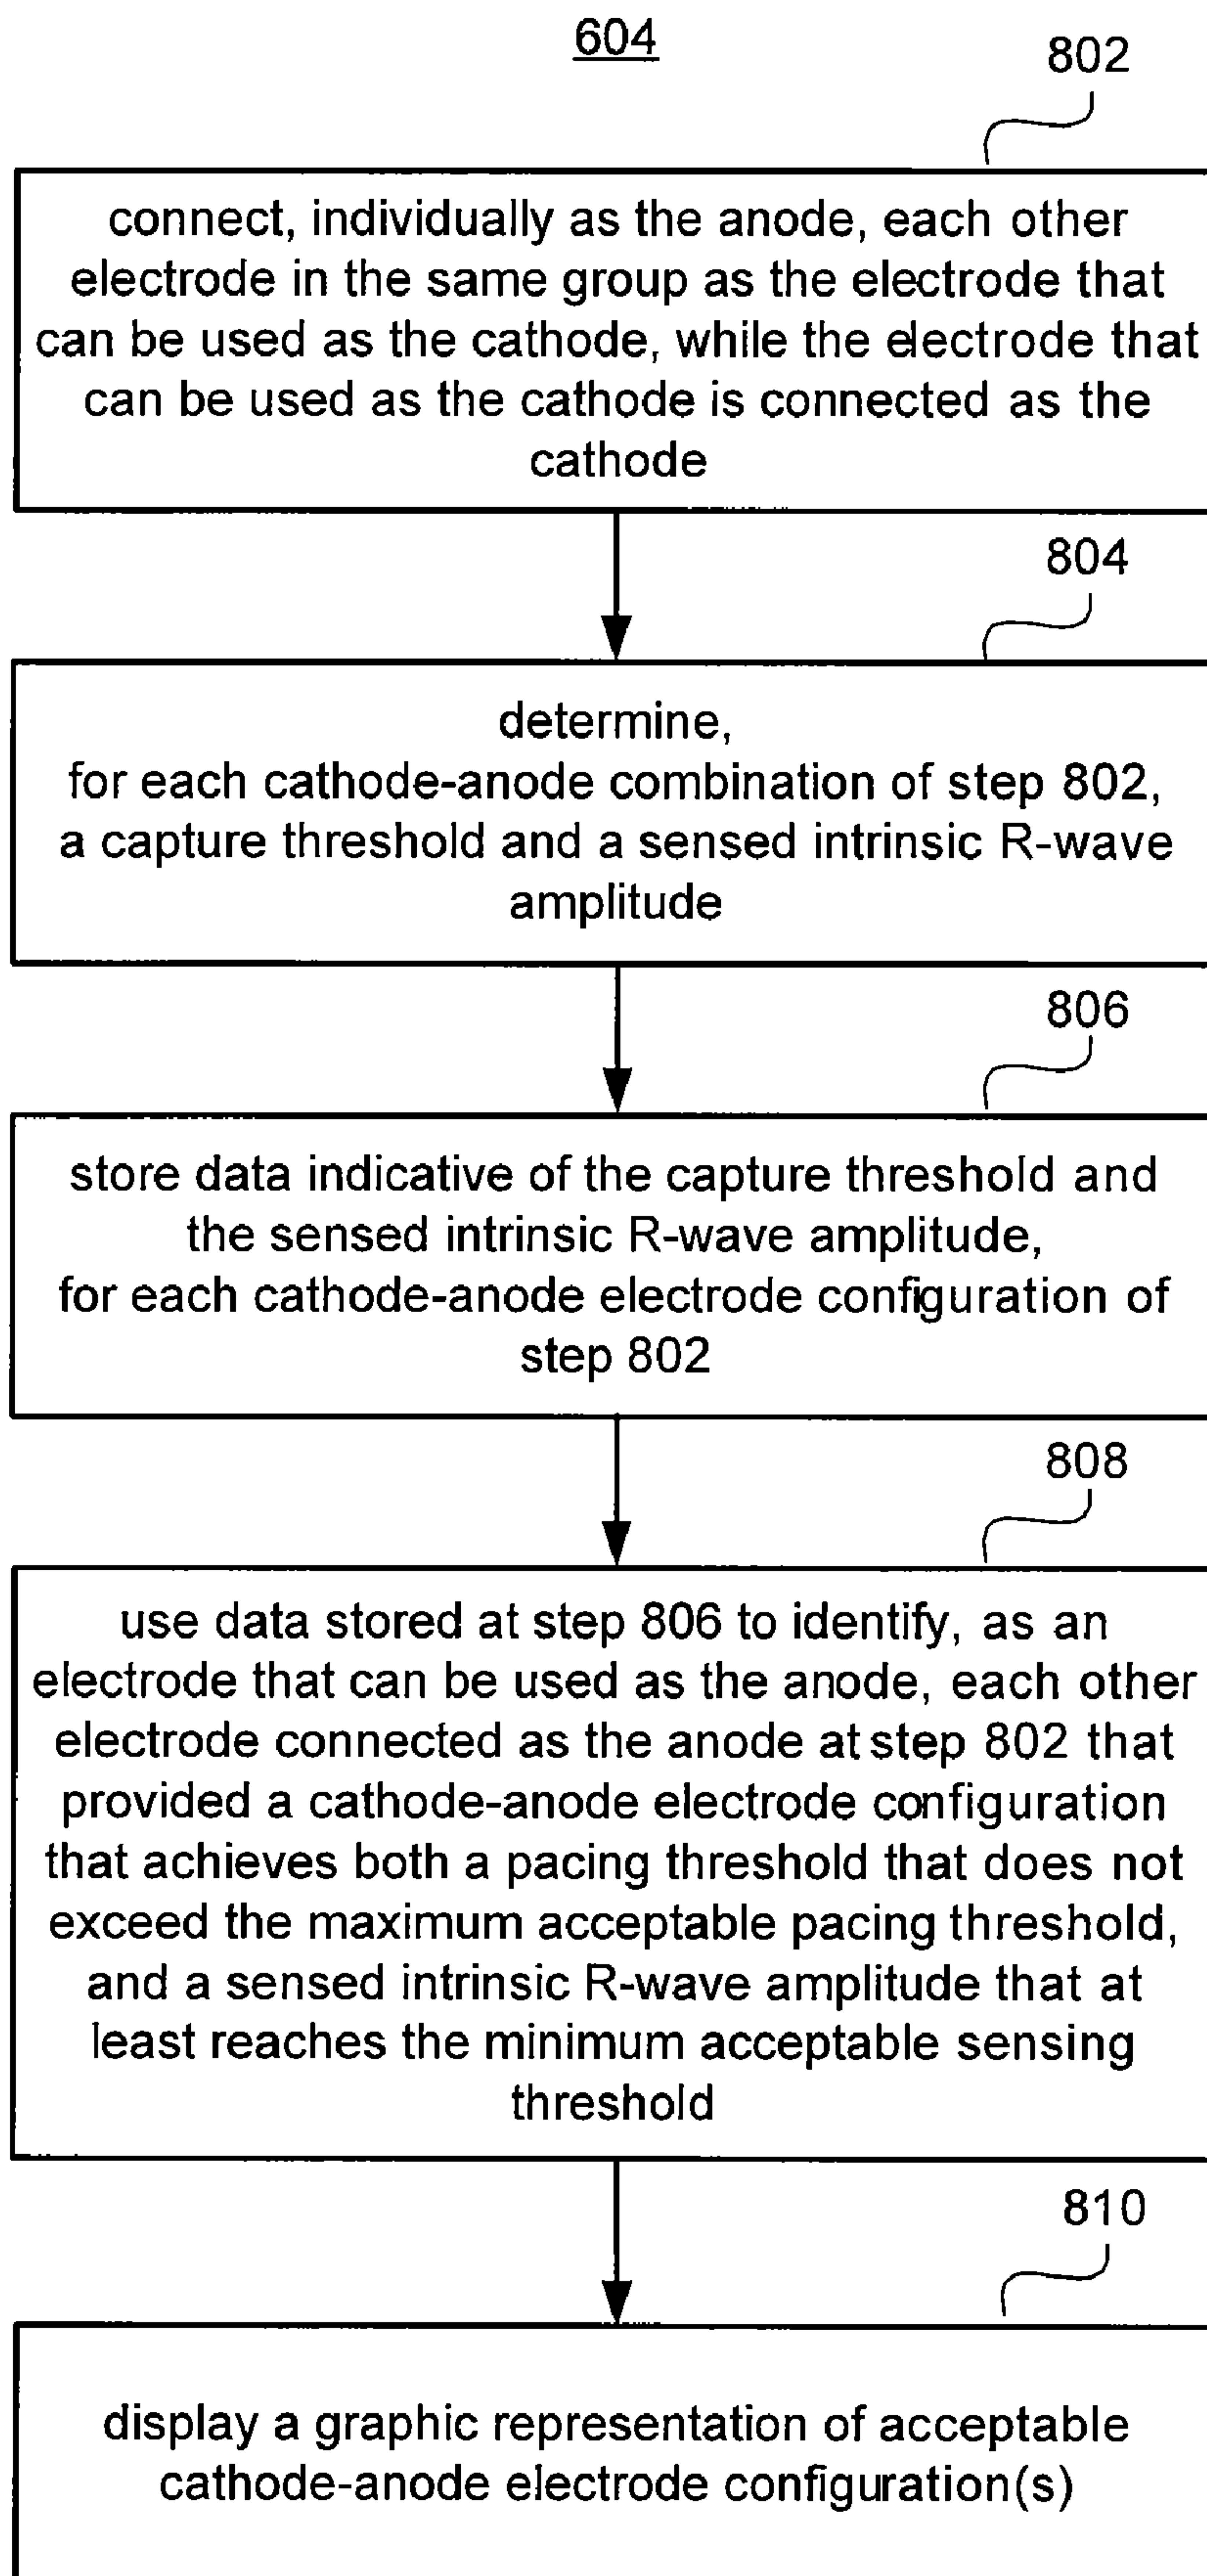 604
802
connect, individually as the anode, each other
electrode in the same group as the electrode that
can be used as the cathode, while the electrode that
can be used as the cathode is connected as the
cathode
804
determine,
for each cathode-anode combination of step 802,
a capture threshold and a sensed intrinsic R-wave
amplitude
806
store data indicative of the capture threshold and
the sensed intrinsic R-wave amplitude,
for each cathode-anode electrode configuration of
step 802
808
use data stored at step 806 to identify, as an
electrode that can be used as the anode, each other
electrode connected as the anode at step 802 that
provided a cathode-anode electrode configuration
that achieves both a pacing threshold that does not
exceed the maximum acceptable pacing threshold,
and a sensed intrinsic R-wave amplitude that at
least reaches the minimum acceptable sensing
threshold
810
display a graphic representation of acceptable
cathode-anode electrode configuration(s)